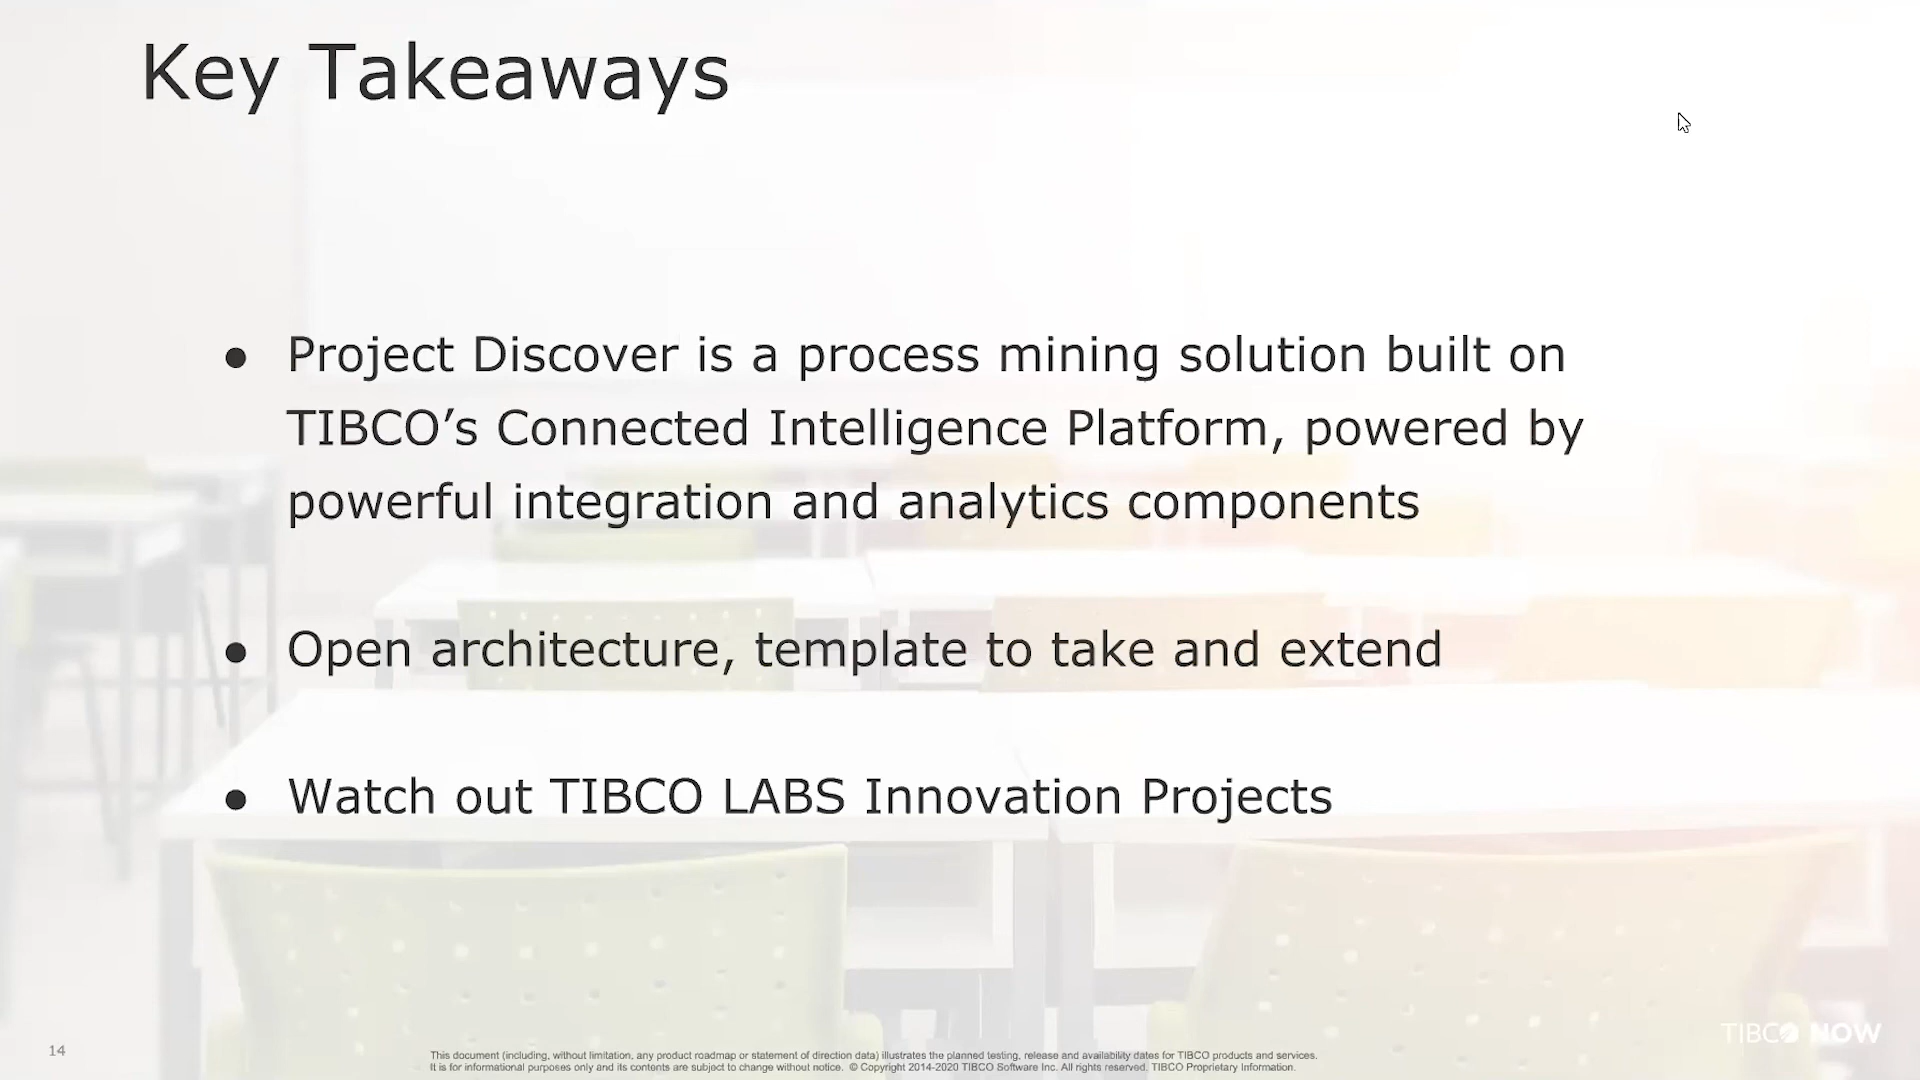 Key Takeaways
● Project Discover is a process mining solution built on
TIBCO’s Connected Intelligence Platform, powered by
powerful integration and analytics components
● Open architecture, template to take and extend
● Watch out TIBCO LABS Innovation Projects
TIBCO NOW
14
This document (including, without limitation, any product roadmap or statement of direction data) illustrates the planned testing, release and availability dates for TIBCO products and services.
It is for informational purposes only and its contents are subject to change without notice. © Copyright 2014-2020 TIBCO Software Inc. All rights reserved. TIBCO Proprietary Information.